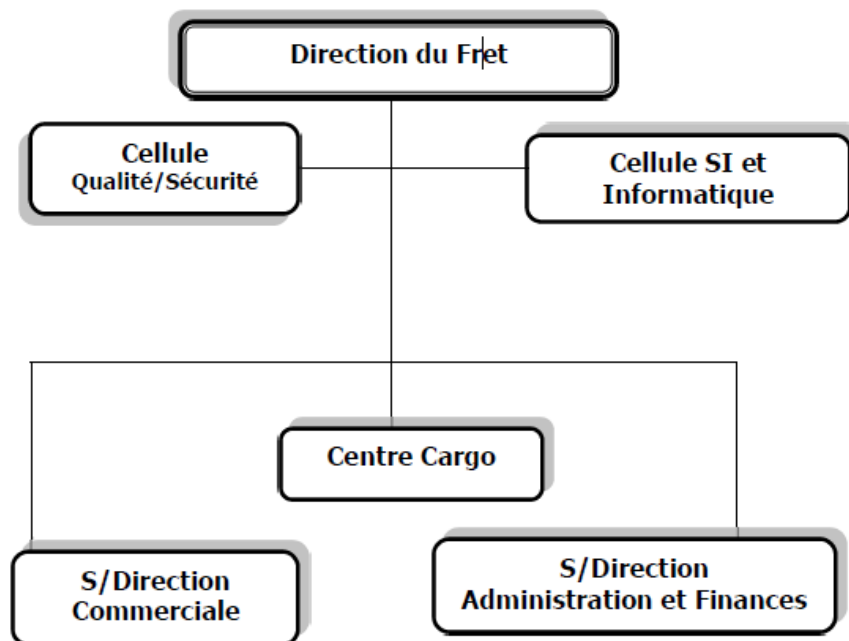 Direction du Fret
Cellule
Qualité/Sécurité
Cellule SI et
Informatique
Centre Cargo
S/Direction
Commerciale
S/Direction
Administration et Finances